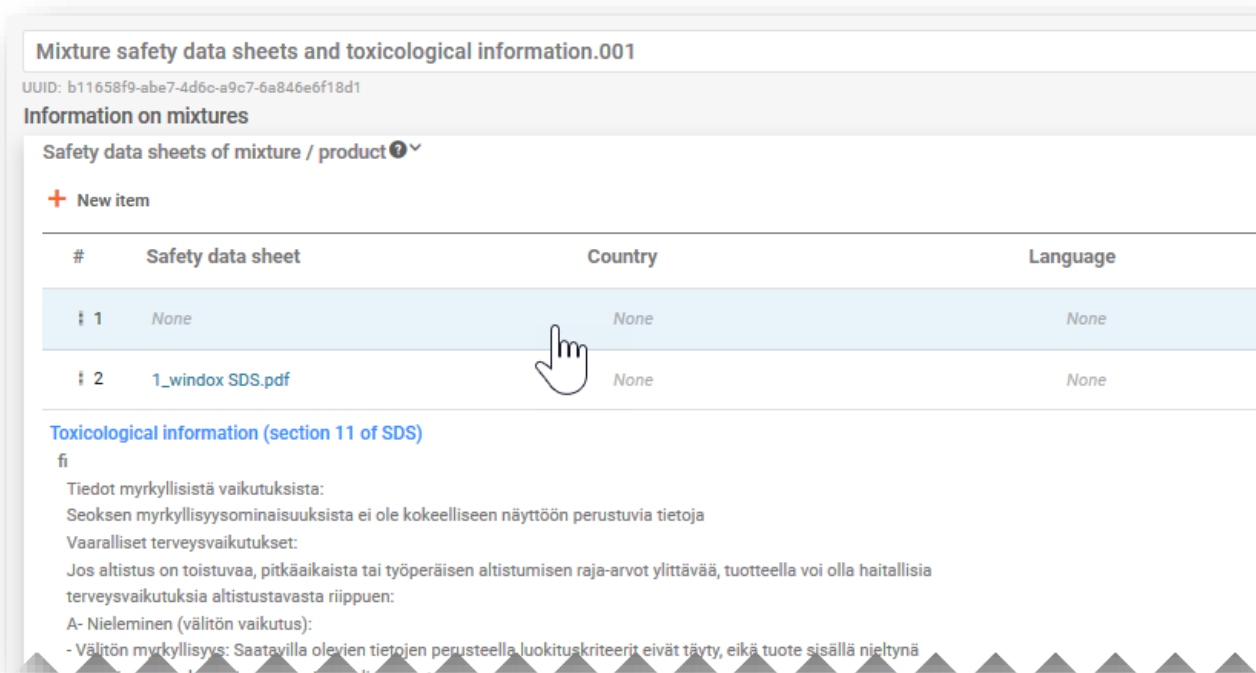 Mixture safety data sheets and toxicological information.001
UUID: b11658f9-abe7-4d6c-a9c7-6a846e6f18d1
Information on mixtures
Safety data sheets of mixture / product
New item
# Safety data sheet Country Language
1 None None None
2 1_windox SDS.pdf None None
Toxicological information (section 11 of SDS)
fi
Tiedot myrkyllisistä vaikutuksista:
Seoksen myrkyllisyysominaisuuksista ei ole kokeelliseen näyttöön perustuvia tietoja
Vaaralliset terveysvaikutukset:
Jos altistus on toistuvaa, pitkäaikaista tai työperäisen altistumisen raja-arvot ylittävää, tuotteella voi olla haitallisia
terveysvaikutuksia altistustavasta riippuen:
A- Nieleminen (välitön vaikutus):
- Välitön myrkyllisyys: Saatavilla olevien tietojen perusteella luokituskriteerit eivät täyty, eikä tuote sisällä nieltynä